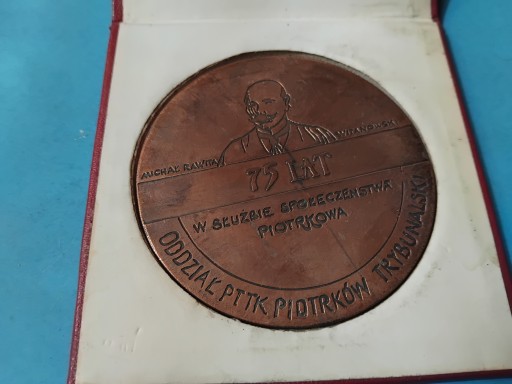 MICHAŁ RAWITA WITANOWSKI
75 LAT
W SŁUŻBIE SPOŁECZEŃSTWA
PIOTRKOWA
ODDZIAŁ PTTK PIOTRKÓW TRYBUNALSKI